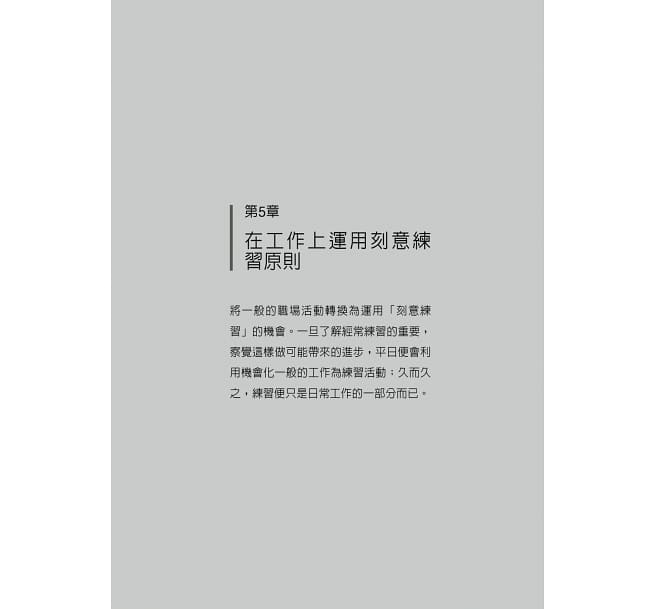 第5章
在工作上運用刻意練
習原則
將一般的職場活動轉換為運用「刻意練
習」的機會。一旦了解經常練習的重要，
察覺這樣做可能帶來的進步，平日便會利
用機會化一般的工作為練習活動；久而久
之，練習便只是日常工作的一部分而已。